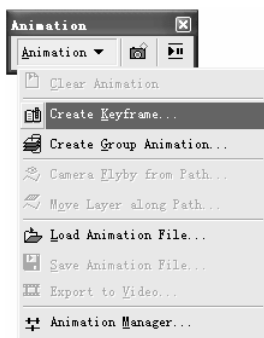 Animation
Animation
Clear Animation
Create Keyframe...
Create Group Animation...
Camera Flyby from Path...
Move Layer along Path...
Load Animation File...
Save Animation File...
Export to Video...
Animation Manager...